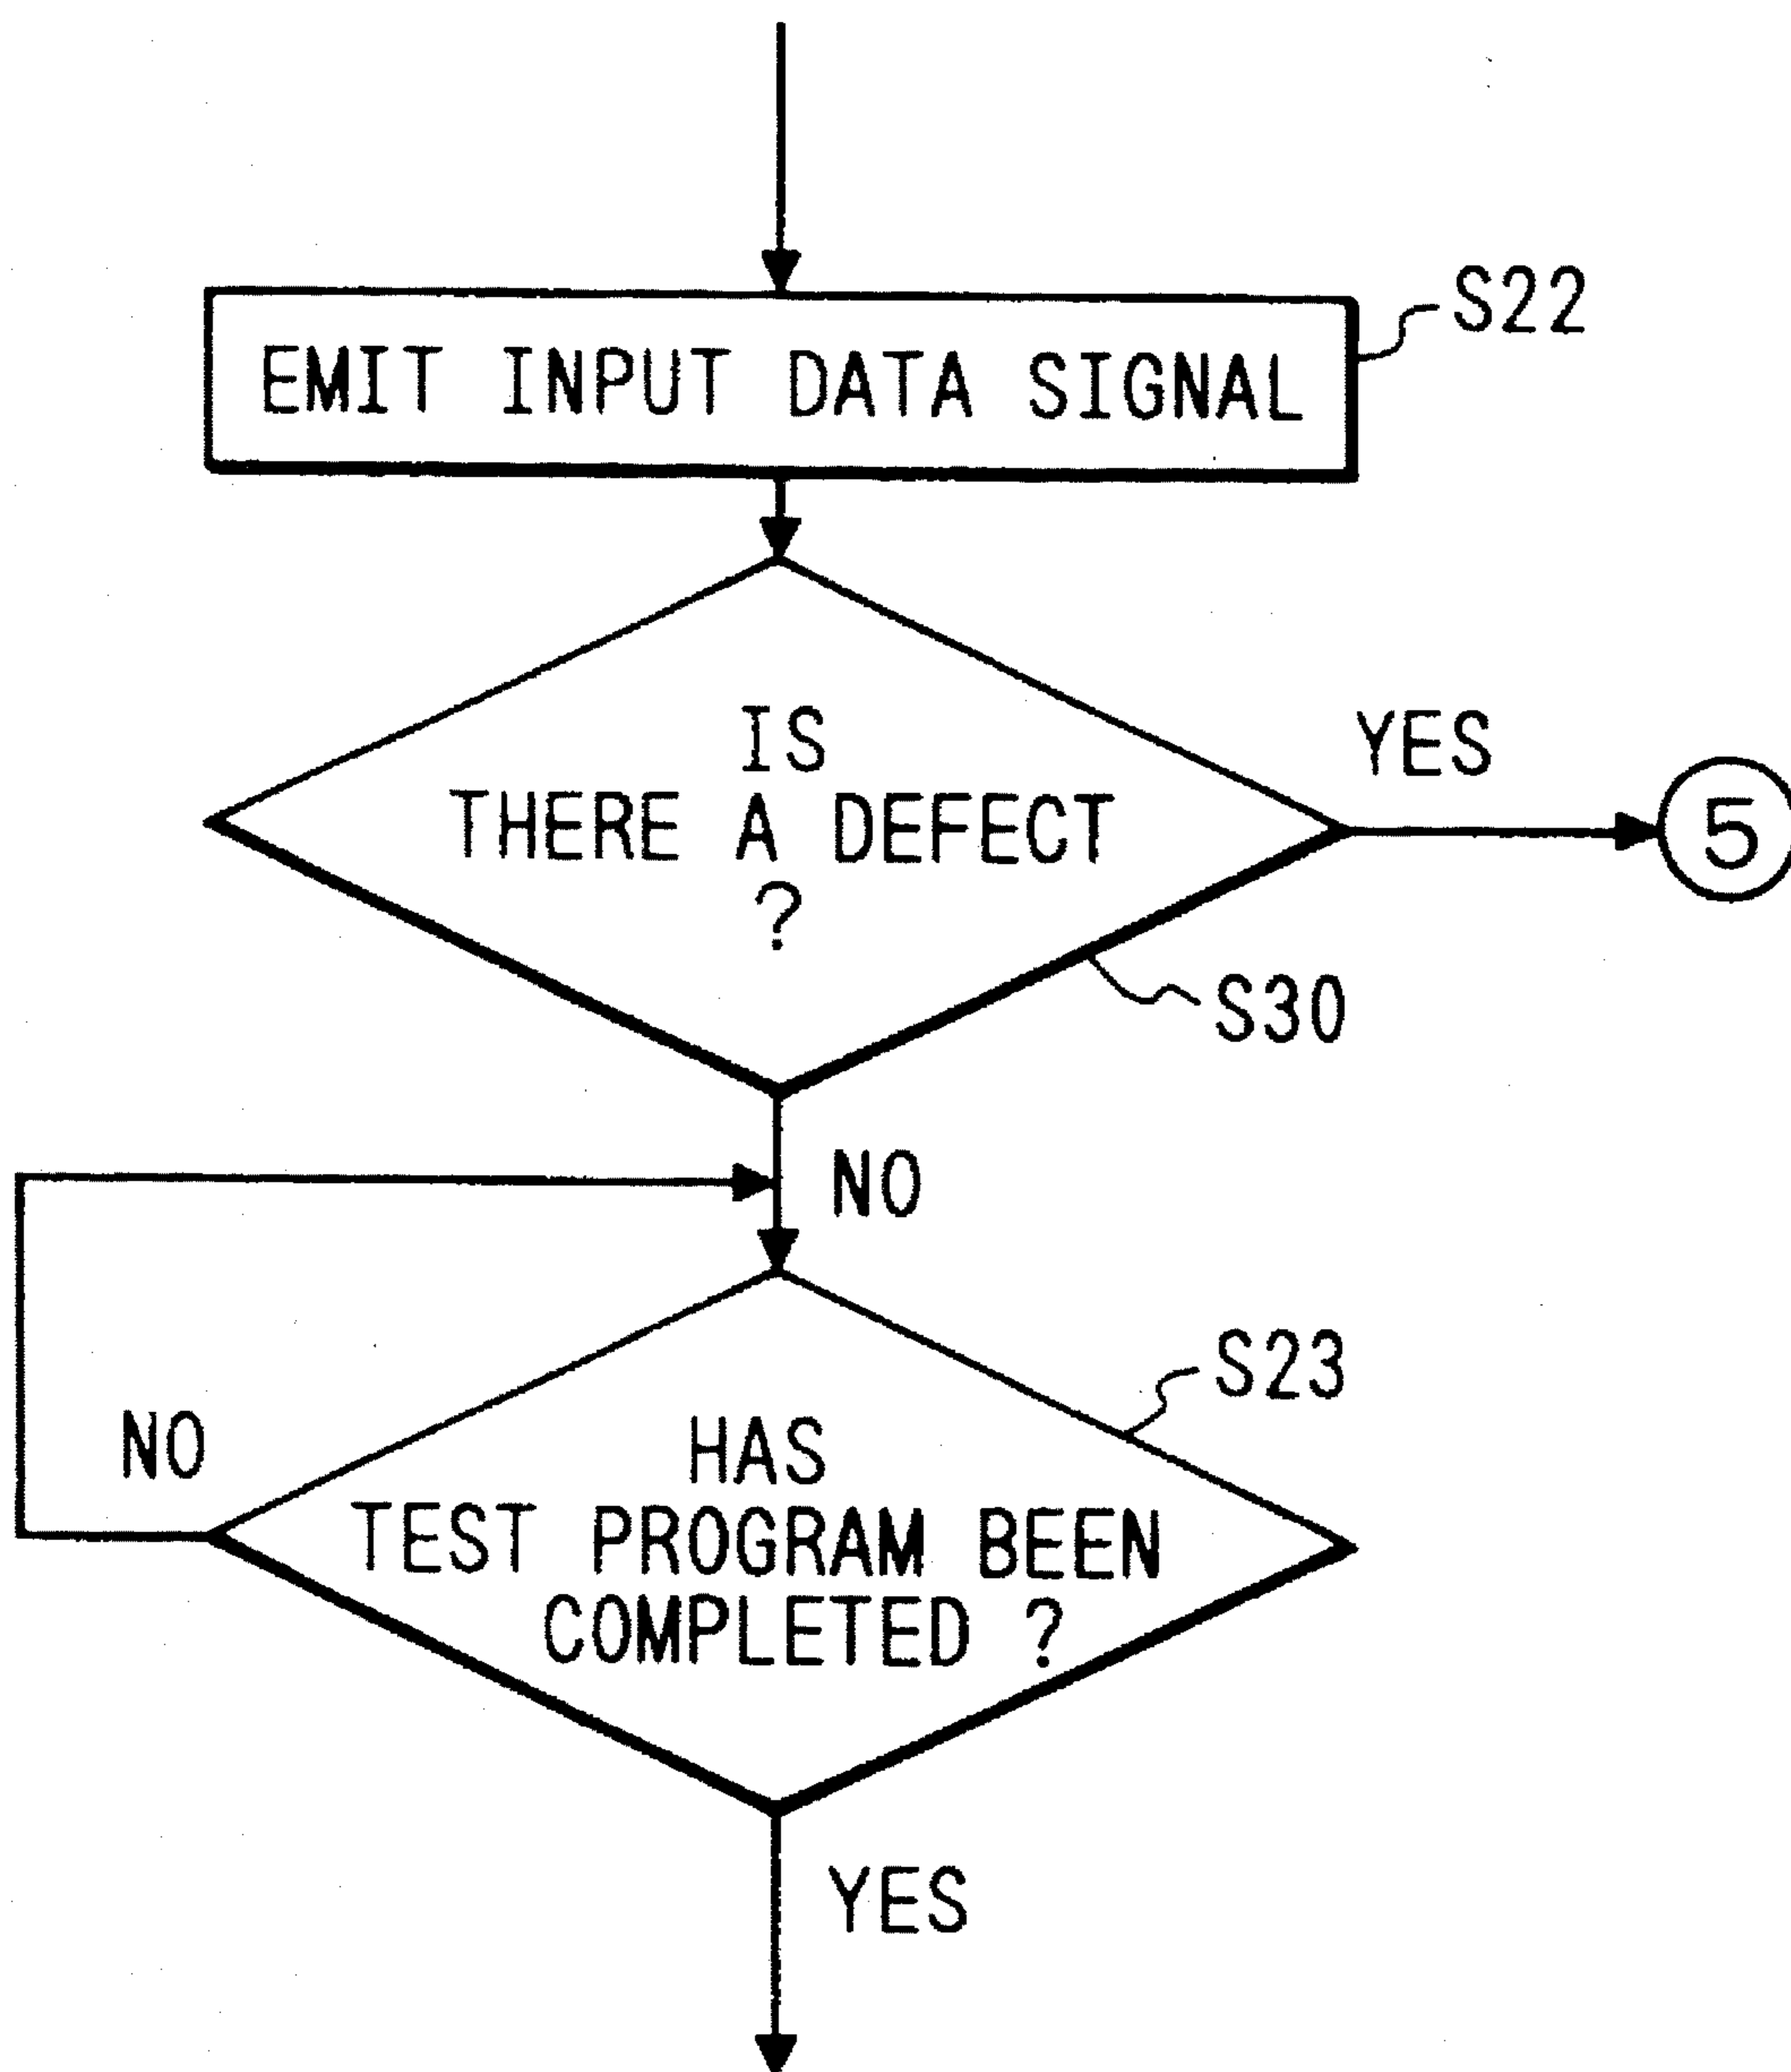 S22
EMIT INPUT DATA SIGNAL
IS
THERE A DEFECT
?
YES
5
S30
NO
S23
NO
HAS
TEST PROGRAM BEEN
COMPLETED ?
YES